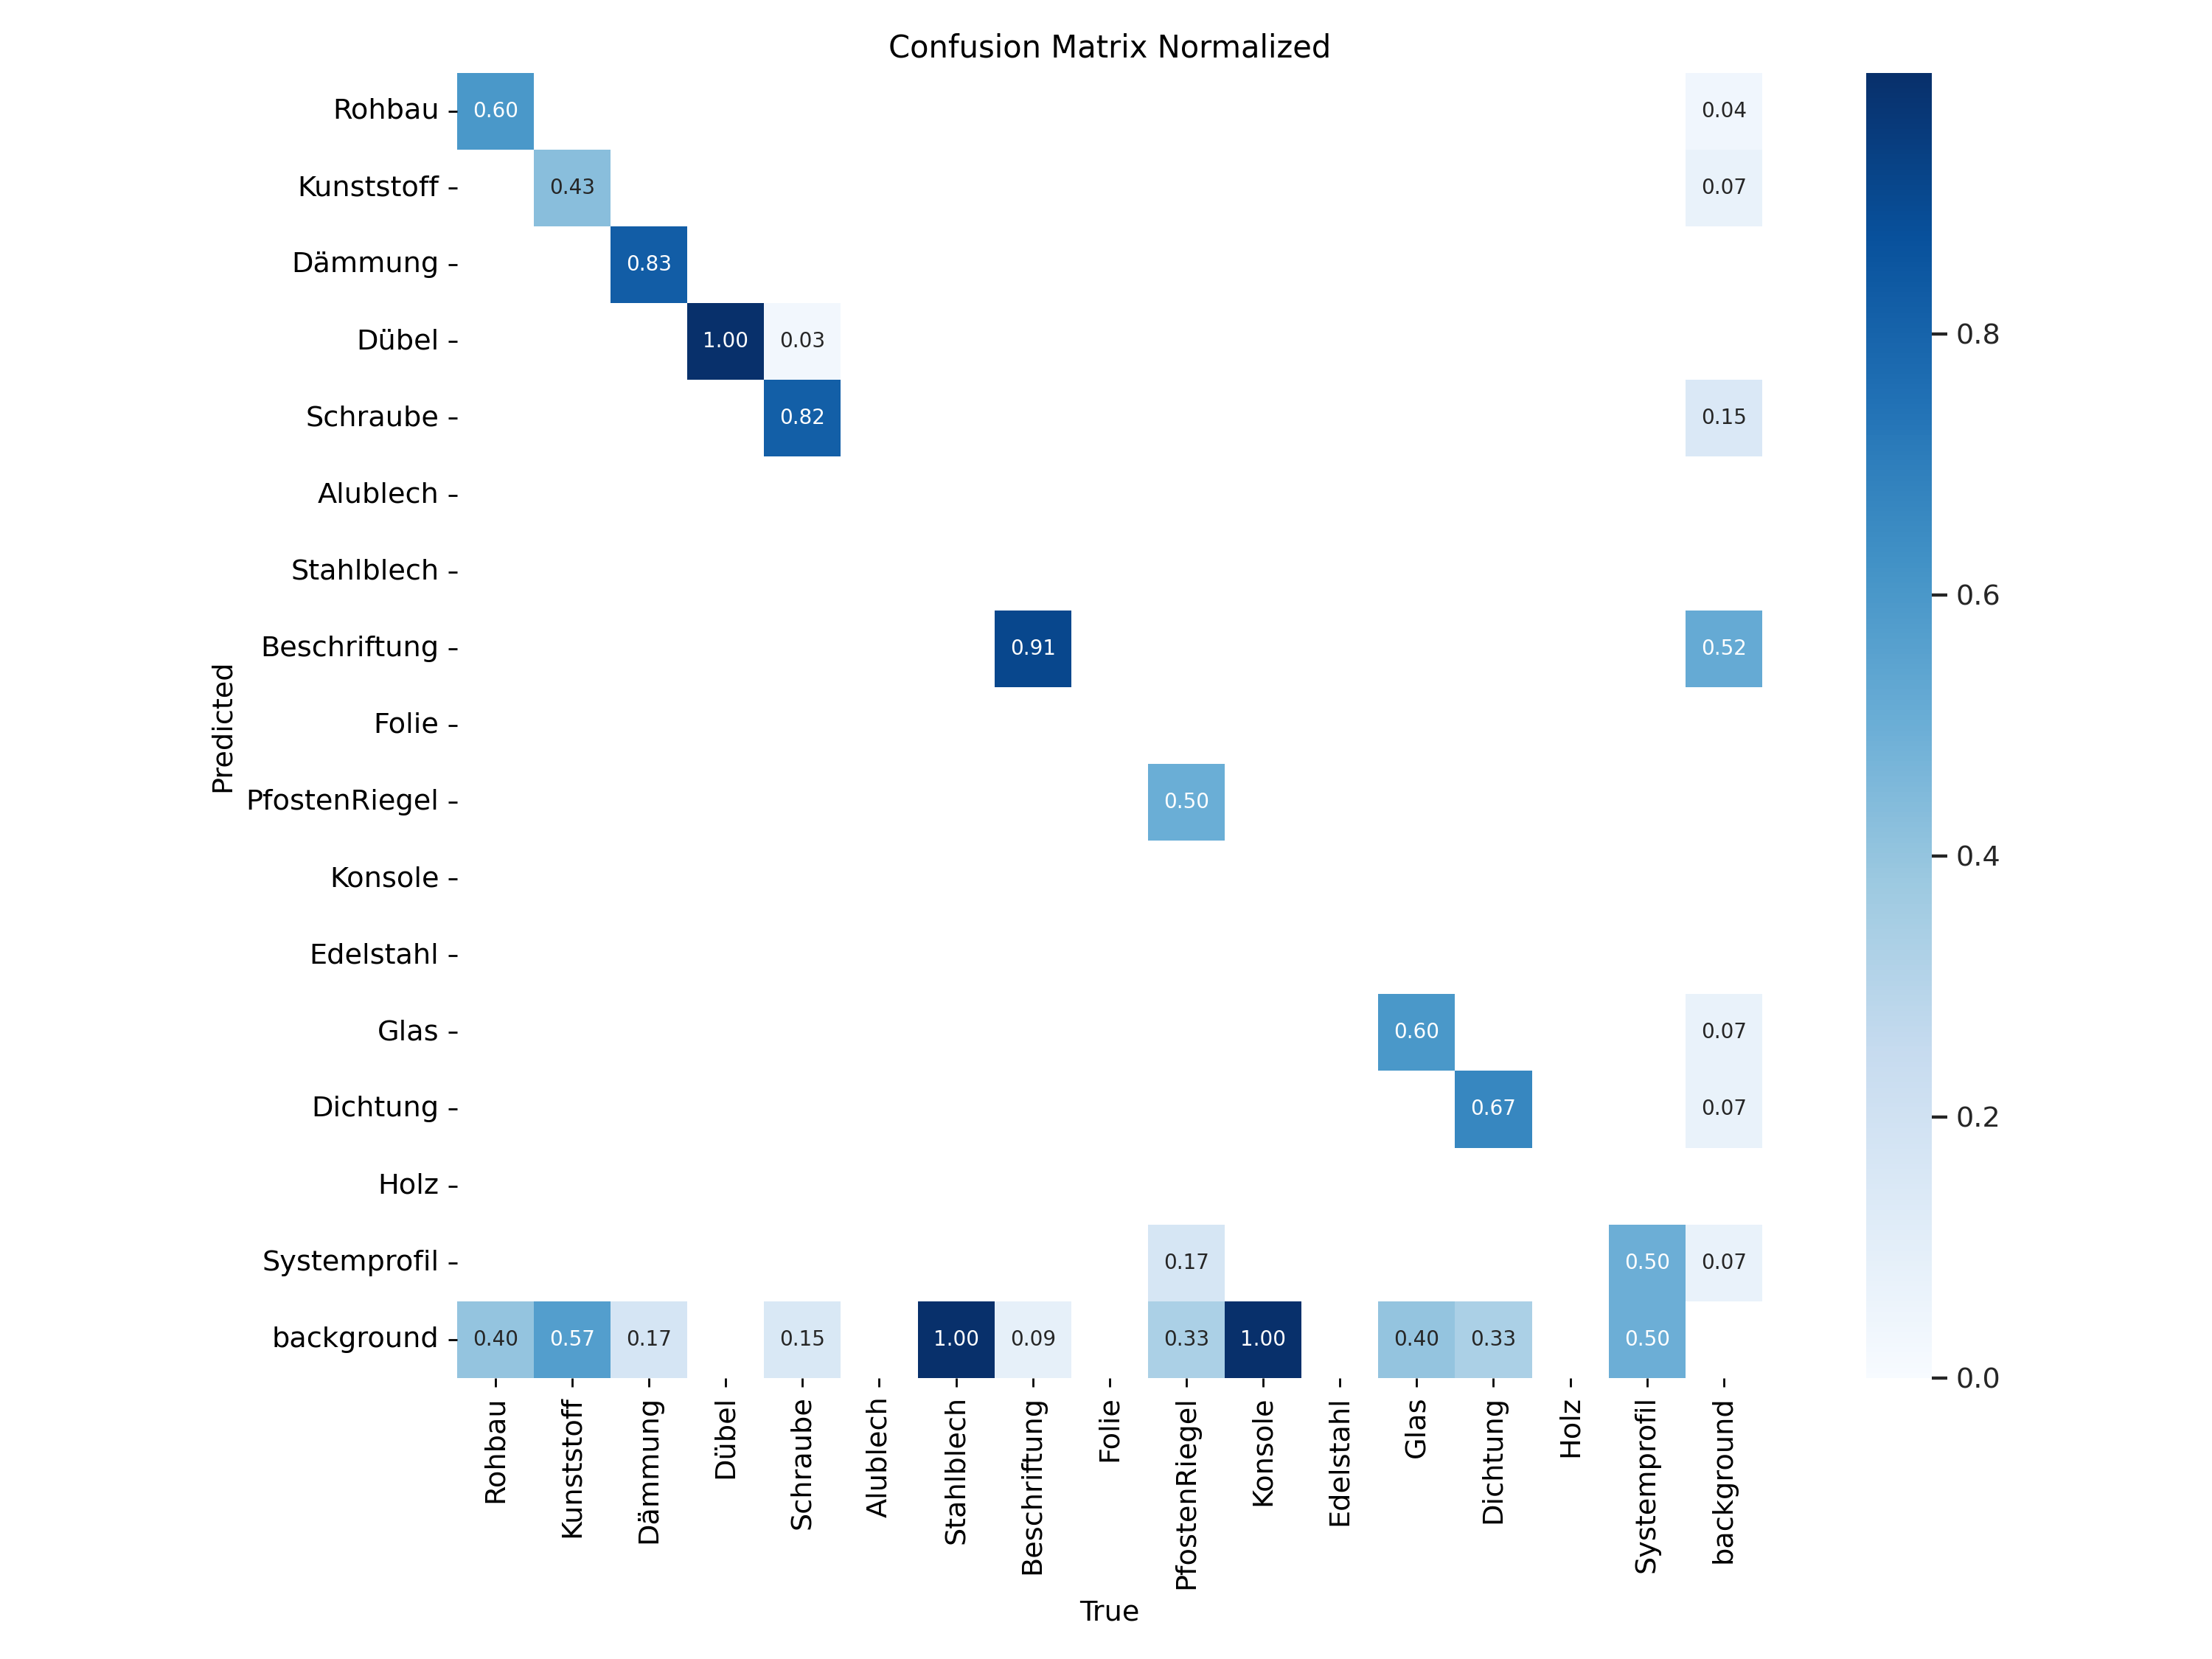 Confusion Matrix Normalized
Predicted
Rohbau 0.60 0.04
Kunststoff 0.43 0.07
Dämmung 0.83
Dübel 1.00 0.03
Schraube 0.82 0.15
Alublech
Stahlblech
Beschriftung 0.91 0.52
Folie
PfostenRiegel 0.50
Konsole
Edelstahl
Glas 0.60 0.07
Dichtung 0.67 0.07
Holz
Systemprofil 0.17 0.50 0.07
background 0.40 0.57 0.17 0.15 1.00 0.09 0.33 1.00 0.40 0.33 0.50
Rohbau Kunststoff Dämmung Dübel Schraube Alublech Stahlblech Beschriftung Folie PfostenRiegel Konsole Edelstahl Glas Dichtung Holz Systemprofil background
True
0.8
0.6
0.4
0.2
0.0